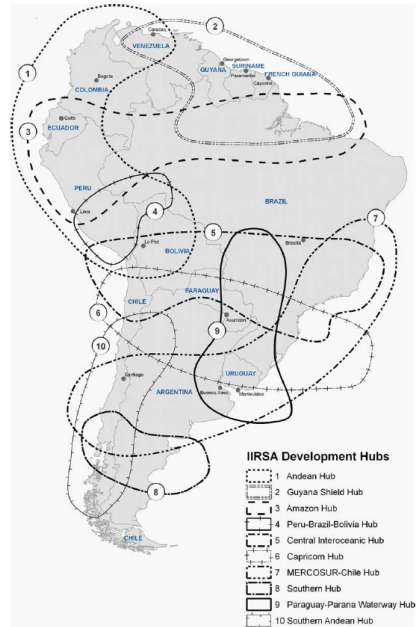 Caracas
VENEZUELA
2
1
Georgetown
GUYANA
SURINAME
Paramaribo
FRENCH GUIANA
Cayenne
Bogota
COLOMBIA
Quito
ECUADOR
3
PERU
Lima
4
BRAZIL
7
5
Brasilia
La Paz
BOLIVIA
CHILE
PARAGUAY
6
Asuncion
9
10
URUGUAY
Santiago
ARGENTINA
Buenos Aires
Montevideo
8
CHILE
IIRSA Development Hubs
1 Andean Hub
2 Guyana Shield Hub
3 Amazon Hub
4 Peru-Brazil-Bolivia Hub
5 Central Interoceanic Hub
6 Capricorn Hub
7 MERCOSUR-Chile Hub
8 Southern Hub
9 Paraguay-Parana Waterway Hub
10 Southern Andean Hub